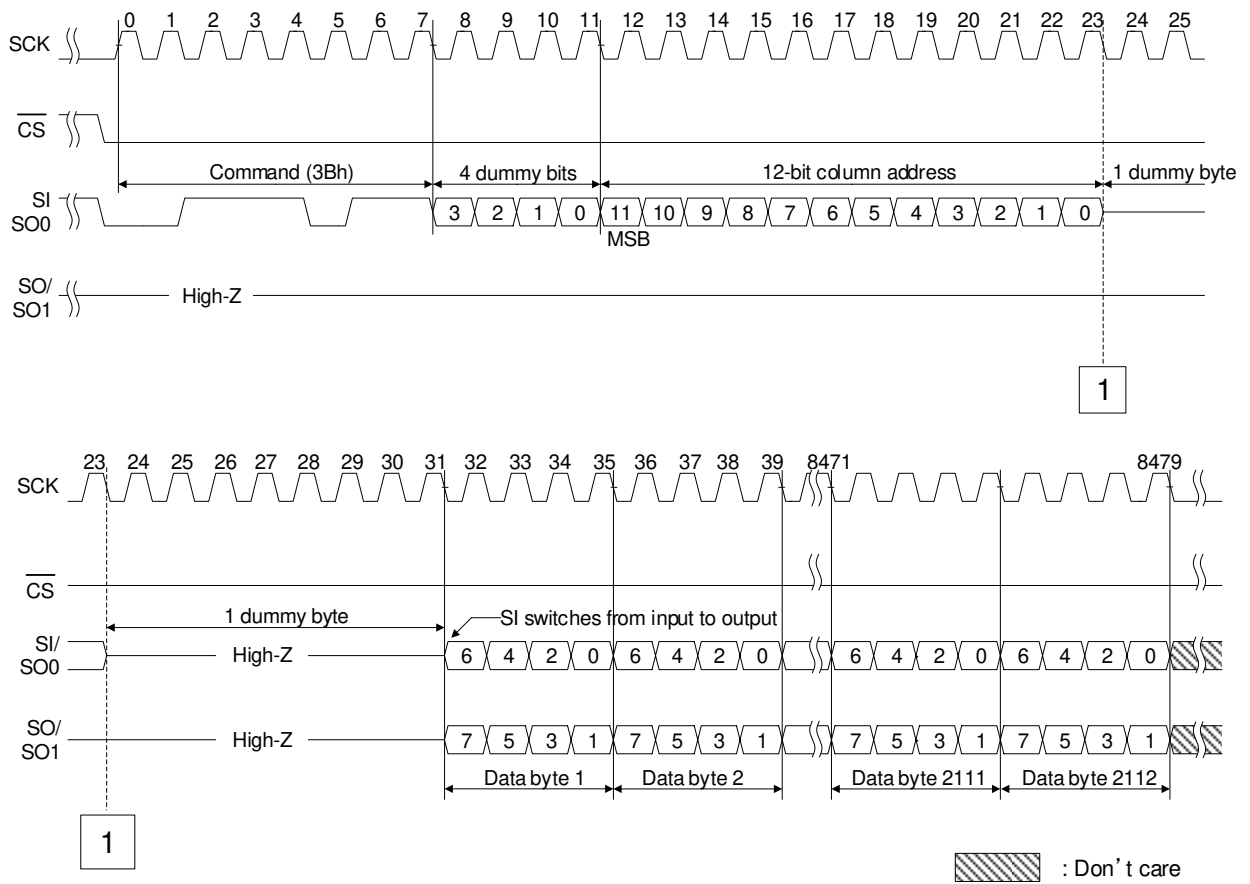 0 1 2 3 4 5 6 7 8 9 10 11 12 13 14 15 16 17 18 19 20 21 22 23 24 25
SCK
CS
Command (3Bh) 4 dummy bits 12-bit column address 1 dummy byte
SI
SO0
3 2 1 0 11 10 9 8 7 6 5 4 3 2 1 0
MSB
SO/
SO1
High-Z
1
23 24 25 26 27 28 29 30 31 32 33 34 35 36 37 38 39 8471 8479
SCK
CS
1 dummy byte
SI switches from input to output
SI/
SO0
High-Z
6 4 2 0 6 4 2 0 6 4 2 0 6 4 2 0
SO/
SO1
High-Z
7 5 3 1 7 5 3 1 7 5 3 1 7 5 3 1
Data byte 1 Data byte 2 Data byte 2111 Data byte 2112
1
: Don't care